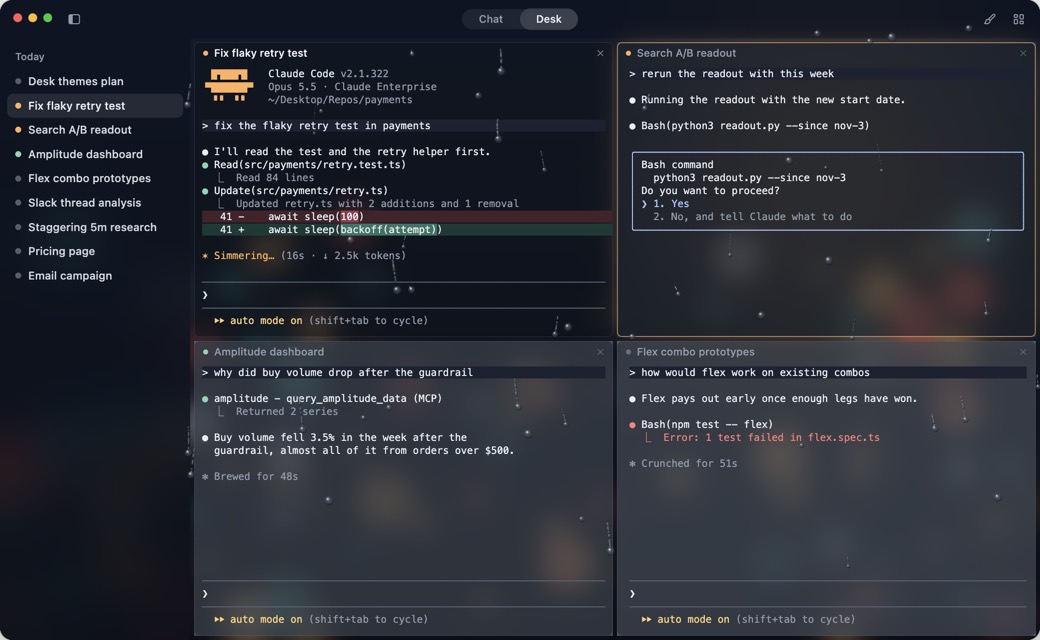 Chat
Desk
Today
Desk themes plan
Fix flaky retry test
Search A/B readout
Amplitude dashboard
Flex combo prototypes
Slack thread analysis
Staggering 5m research
Pricing page
Email campaign
Fix flaky retry test
Claude Code v2.1.322
Opus 5.5 · Claude Enterprise
~/Desktop/Repos/payments
> fix the flaky retry test in payments
● I'll read the test and the retry helper first.
● Read(src/payments/retry.test.ts)
⎿ Read 84 lines
● Update(src/payments/retry.ts)
⎿ Updated retry.ts with 2 additions and 1 removal
41 - await sleep(100)
41 + await sleep(backoff(attempt))
✶ Simmering… (16s · ↓ 2.5k tokens)
❯
⏵⏵ auto mode on (shift+tab to cycle)
Search A/B readout
> rerun the readout with this week
● Running the readout with the new start date.
● Bash(python3 readout.py --since nov-3)
Bash command
python3 readout.py --since nov-3
Do you want to proceed?
❯ 1. Yes
2. No, and tell Claude what to do
Amplitude dashboard
> why did buy volume drop after the guardrail
● amplitude - query_amplitude_data (MCP)
⎿ Returned 2 series
● Buy volume fell 3.5% in the week after the
guardrail, almost all of it from orders over $500.
✻ Brewed for 48s
❯
⏵⏵ auto mode on (shift+tab to cycle)
Flex combo prototypes
> how would flex work on existing combos
● Flex pays out early once enough legs have won.
● Bash(npm test -- flex)
⎿ Error: 1 test failed in flex.spec.ts
✻ Crunched for 51s
❯
⏵⏵ auto mode on (shift+tab to cycle)